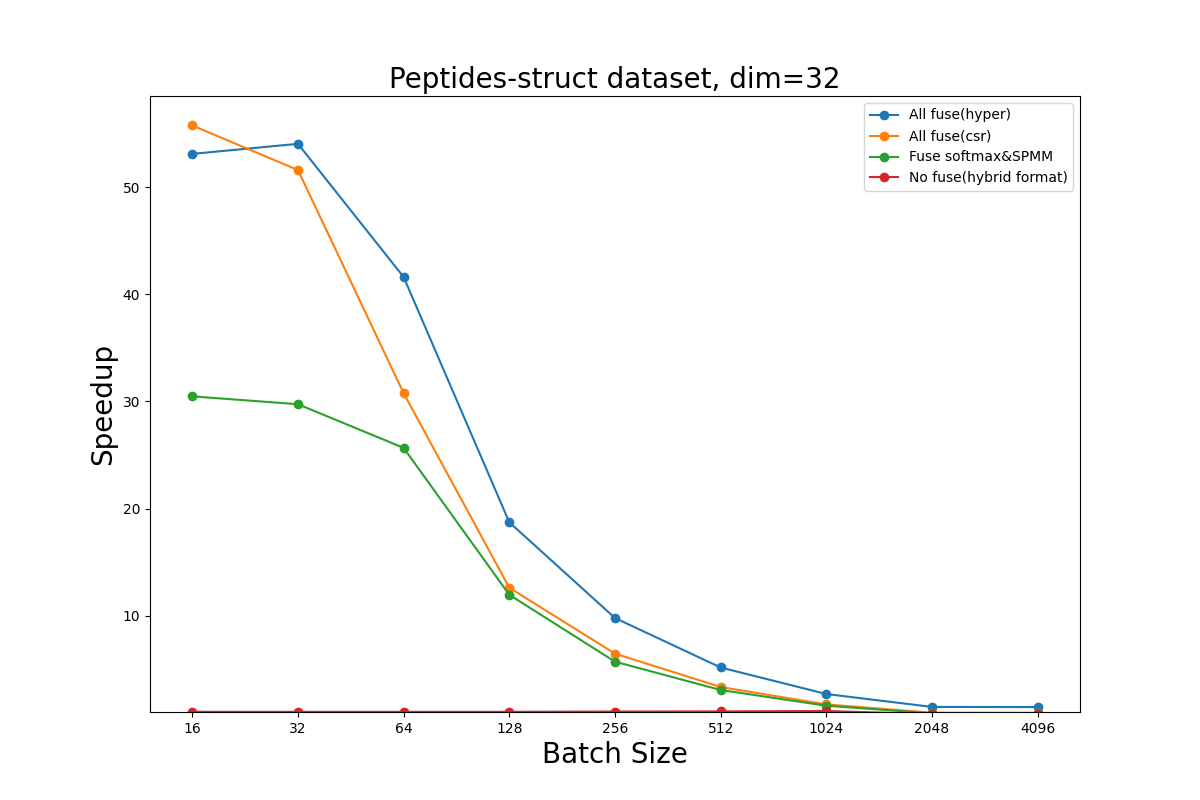 Peptides-struct dataset, dim=32
All fuse(hyper)
All fuse(csr)
Fuse softmax&SPMM
No fuse(hybrid format)
Speedup
50
40
30
20
10
16 32 64 128 256 512 1024 2048 4096
Batch Size